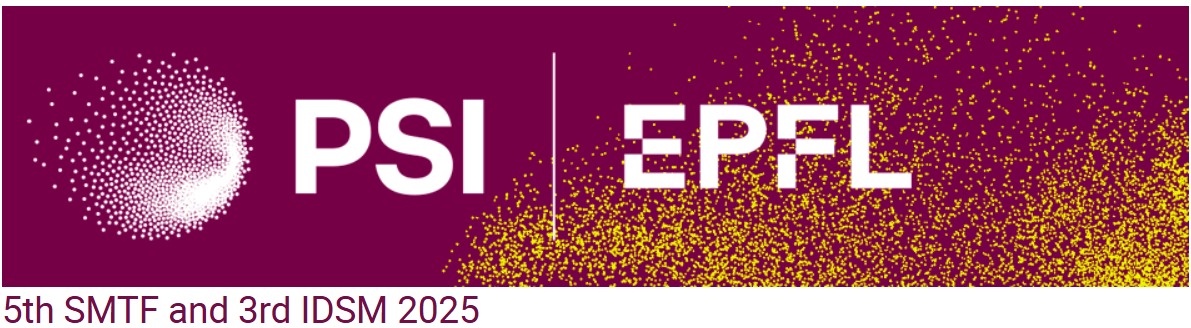 PSI EPFL
5th SMTF and 3rd IDSM 2025